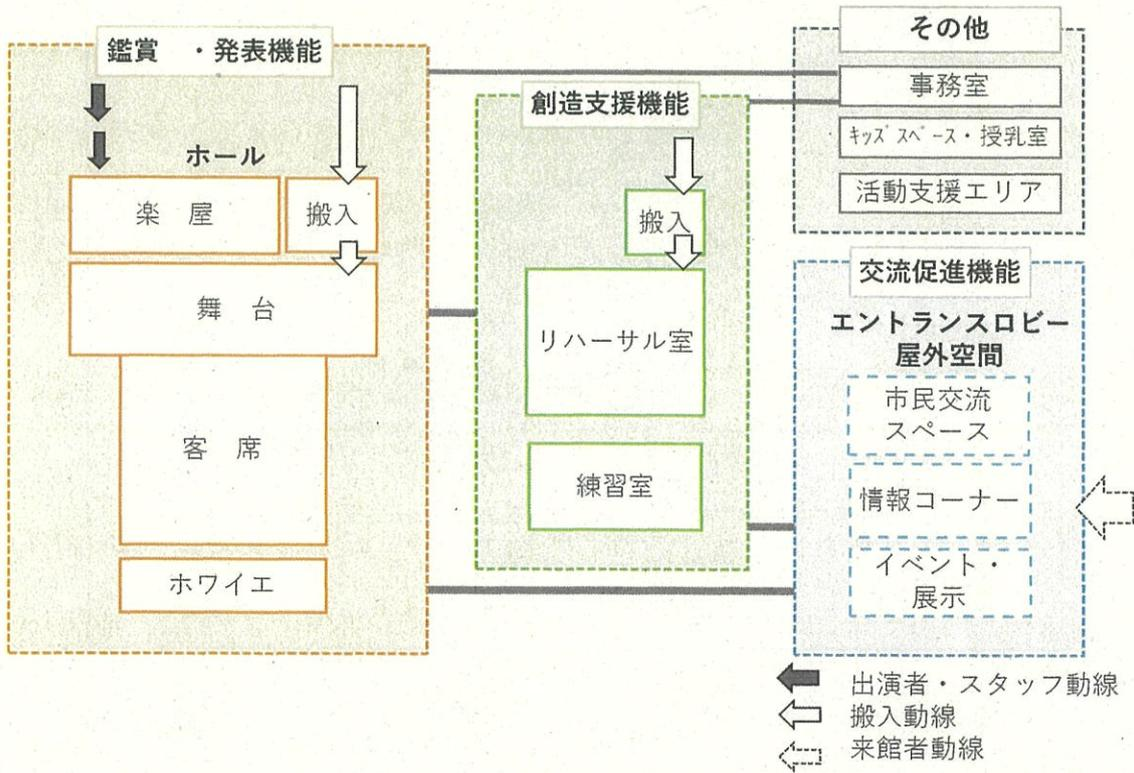 鑑賞　・発表機能
ホール
楽　屋
搬入
舞　台
客　席
ホワイエ
創造支援機能
搬入
リハーサル室
練習室
その他
事務室
ｷｯｽﾞｽﾍﾟｰｽ・授乳室
活動支援エリア
交流促進機能
エントランスロビー
屋外空間
市民交流
スペース
情報コーナー
イベント・
展示
出演者・スタッフ動線
搬入動線
来館者動線